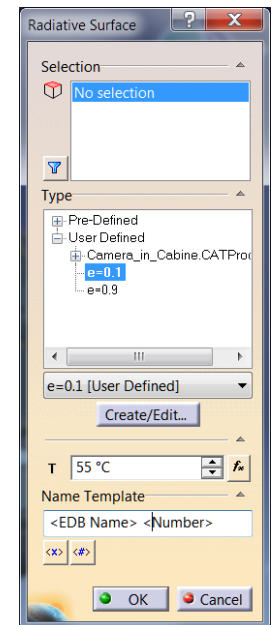 Radiative Surface
?
X
Selection
No selection
Type
Pre-Defined
User Defined
Camera_in_Cabine.CATProc
e=0.1
e=0.9
e=0.1 [User Defined]
Create/Edit...
T 55 °C
Name Template
<EDB Name> <Number>
<x> <#>
OK Cancel